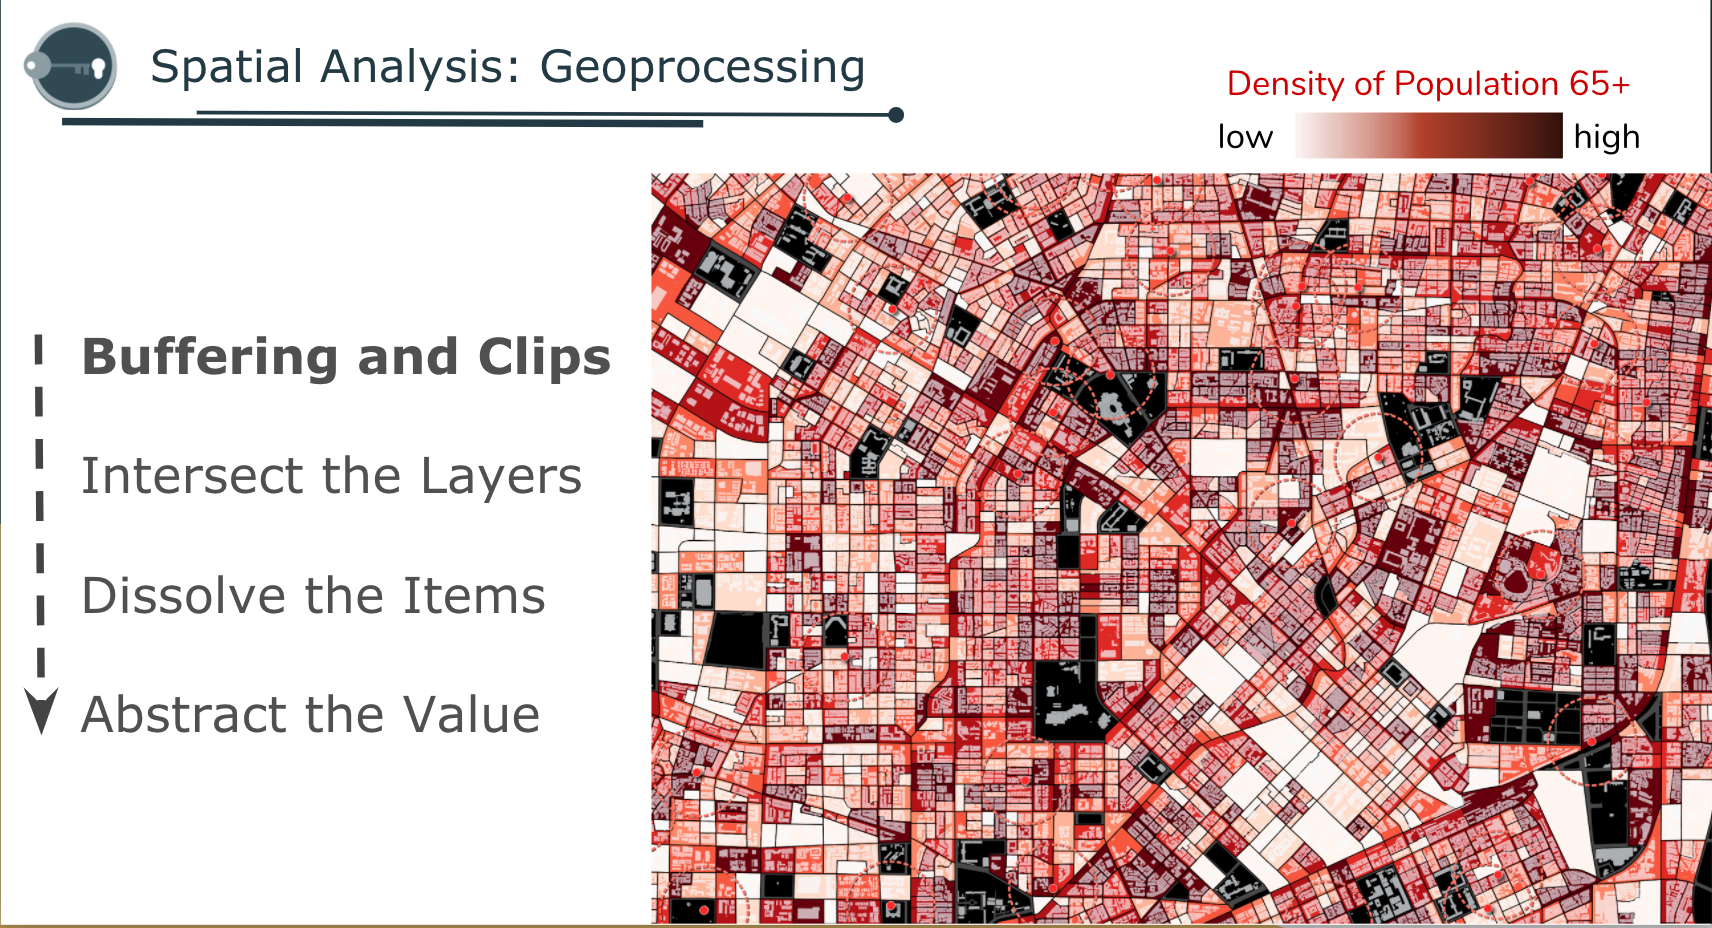 Spatial Analysis: Geoprocessing
Density of Population 65+
low
high
Buffering and Clips
Intersect the Layers
Dissolve the Items
Abstract the Value